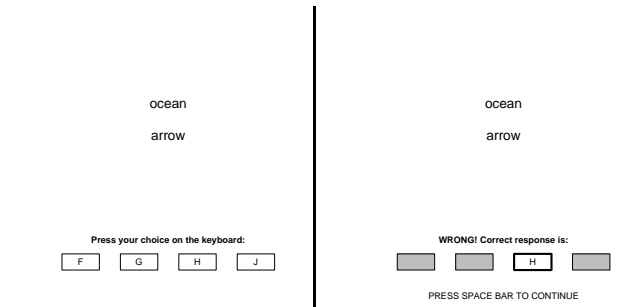 ocean
arrow
Press your choice on the keyboard:
F G H J
ocean
arrow
WRONG! Correct response is:
H
PRESS SPACE BAR TO CONTINUE